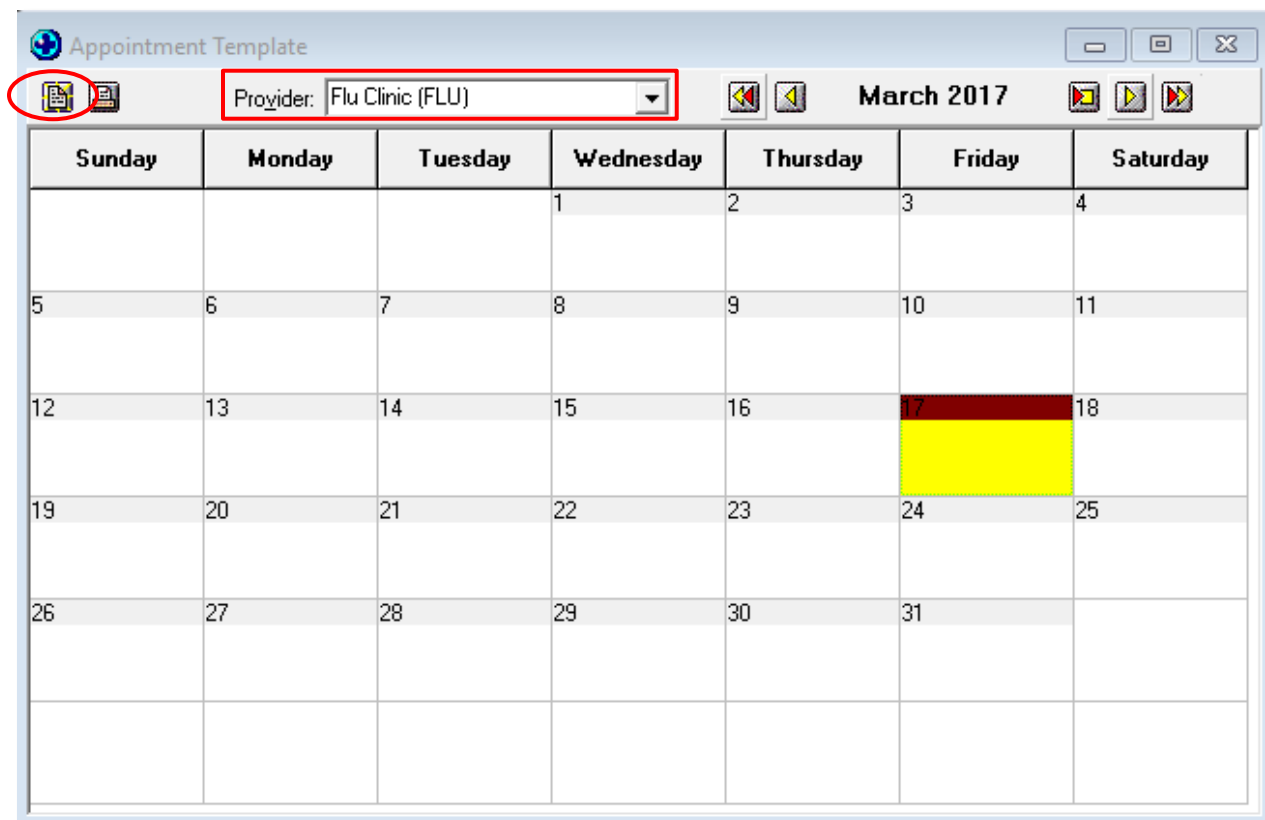 Appointment Template
Provider: Flu Clinic (FLU) March 2017
Sunday Monday Tuesday Wednesday Thursday Friday Saturday
1 2 3 4
5 6 7 8 9 10 11
12 13 14 15 16 17 18
19 20 21 22 23 24 25
26 27 28 29 30 31